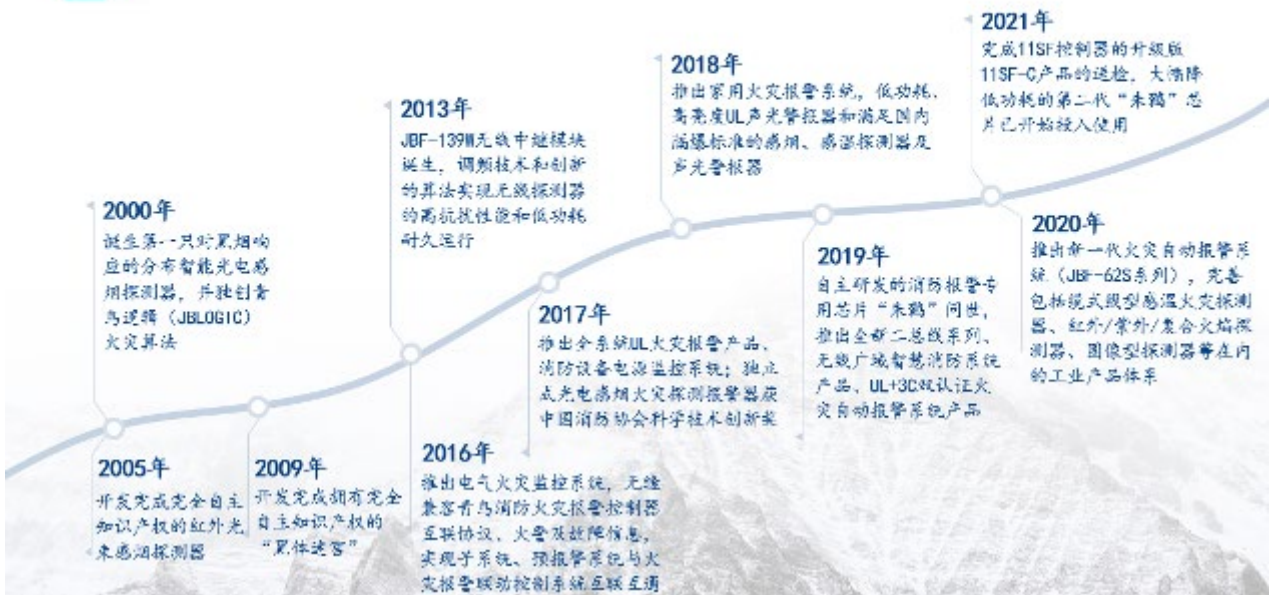 2000年
诞生第一只对黑烟响
应的分布智能光电感
烟探测器，并独创青
鸟逻辑（JBLOGIC）
火灾算法
2005年
开发完成完全自主
知识产权的红外光
束感烟探测器
2009年
开发完成拥有完全
自主知识产权的
“黑体迷宫”
2013年
JBF-139W无线中继模块
诞生，调频技术和创新
的算法实现无线探测器
的高抗扰性能和低功耗
耐久运行
2016年
推出电气火灾监控系统，无缝
兼容青鸟消防火灾报警控制器
互联协议、火警及故障信息，
实现子系统、预报警系统与火
灾报警联动控制系统互联互通
2017年
推出全系统UL火灾报警产品、
消防设备电源监控系统；独立
式光电感烟火灾探测报警器获
中国消防协会科学技术创新奖
2018年
推出家用火灾报警系统，低功耗、
高亮度UL声光警报器和满足国内
防爆标准的感烟、感温探测器及
声光警报器
2019年
自主研发的消防报警专
用芯片“朱鹮”问世，
推出全新二总线系列、
无线广域智慧消防系统
产品、UL+3C双认证火
灾自动报警系统产品
2020年
推出新一代火灾自动报警系
统（JBF-62S系列），完善
包括缆式线型感温火灾探测
器、红外/紫外/复合火焰探
测器、图像型探测器等在内
的工业产品体系
2021年
完成11SF控制器的升级版
11SF-C产品的送检，大幅降
低功耗的第二代“朱鹮”芯
片已开始投入使用